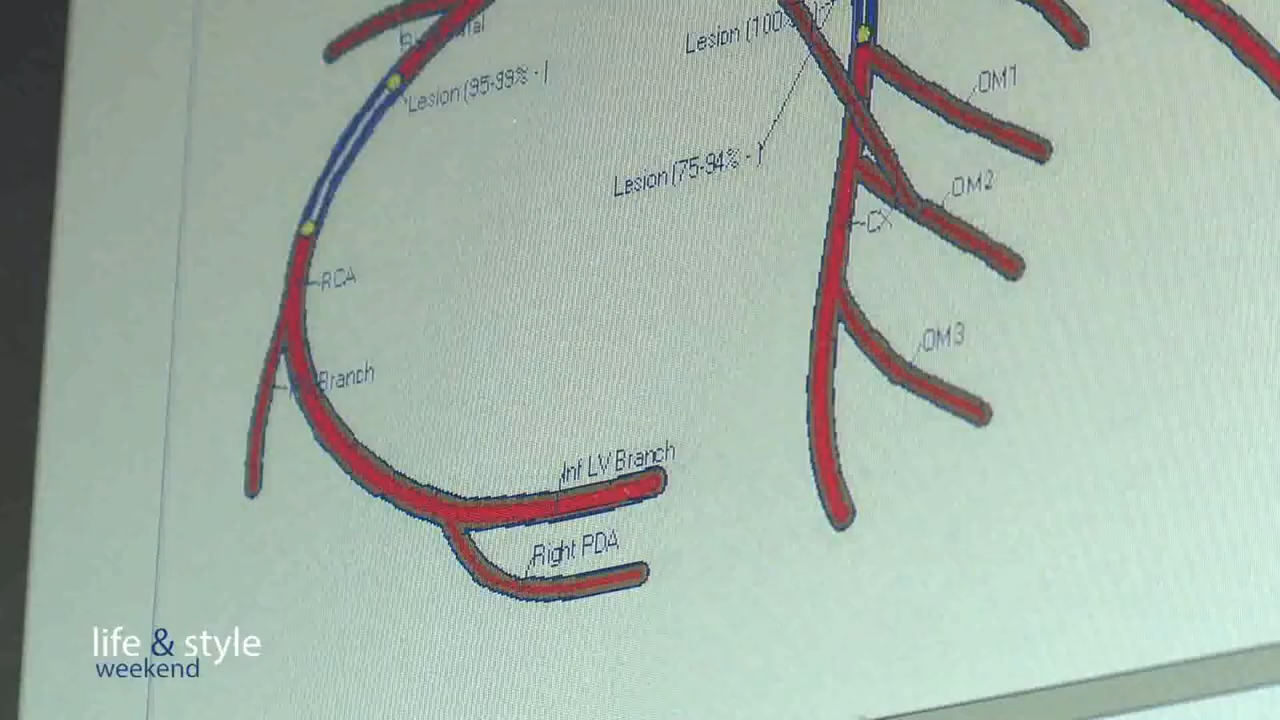 Lesion (100%
OM1
Lesion (95-99% - I
Lesion (75-94% - I
OM2
CX
RCA
OM3
Branch
Inf LV Branch
Right PDA
life & style
weekend